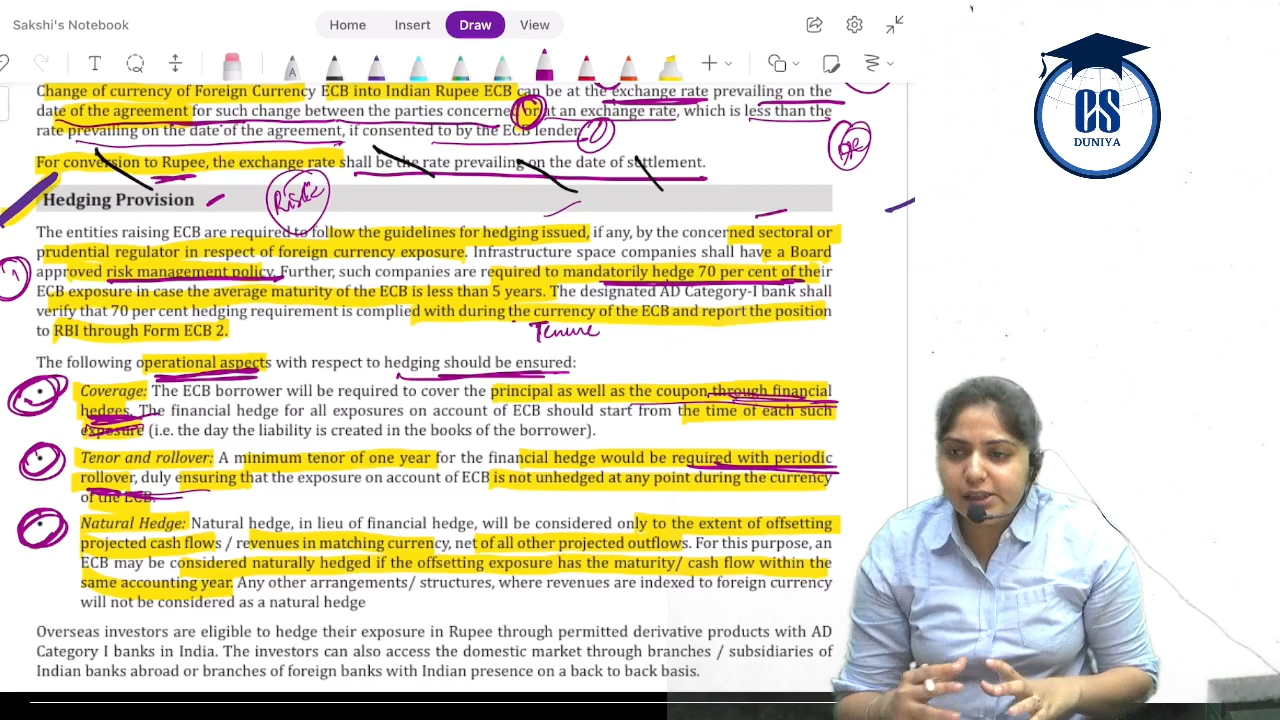 Sakshi's Notebook
Home Insert Draw View
Change of currency of Foreign Currency ECB into Indian Rupee ECB can be at the exchange rate prevailing on the
date of the agreement for such change between the parties concerned or at an exchange rate, which is less than the
rate prevailing on the date of the agreement, if consented to by the ECB lender.
For conversion to Rupee, the exchange rate shall be the rate prevailing on the date of settlement.
Risk
Hedging Provision
CS
DUNIYA
The entities raising ECB are required to follow the guidelines for hedging issued, if any, by the concerned sectoral or
prudential regulator in respect of foreign currency exposure. Infrastructure space companies shall have a Board
1
approved risk management policy. Further, such companies are required to mandatorily hedge 70 per cent of their
ECB exposure in case the average maturity of the ECB is less than 5 years. The designated AD Category-I bank shall
verify that 70 per cent hedging requirement is complied with during the currency of the ECB and report the position
to RBI through Form ECB 2.
Tenure
The following operational aspects with respect to hedging should be ensured:
Coverage: The ECB borrower will be required to cover the principal as well as the coupon through financial
hedges. The financial hedge for all exposures on account of ECB should start from the time of each such
exposure (i.e. the day the liability is created in the books of the borrower).
Tenor and rollover: A minimum tenor of one year for the financial hedge would be required with periodic
rollover, duly ensuring that the exposure on account of ECB is not unhedged at any point during the currency
of the ECB.
Natural Hedge: Natural hedge, in lieu of financial hedge, will be considered only to the extent of offsetting
projected cash flows / revenues in matching currency, net of all other projected outflows. For this purpose, an
ECB may be considered naturally hedged if the offsetting exposure has the maturity/ cash flow within the
same accounting year. Any other arrangements/ structures, where revenues are indexed to foreign currency
will not be considered as a natural hedge
Overseas investors are eligible to hedge their exposure in Rupee through permitted derivative products with AD
Category I banks in India. The investors can also access the domestic market through branches / subsidiaries of
Indian banks abroad or branches of foreign banks with Indian presence on a back to back basis.